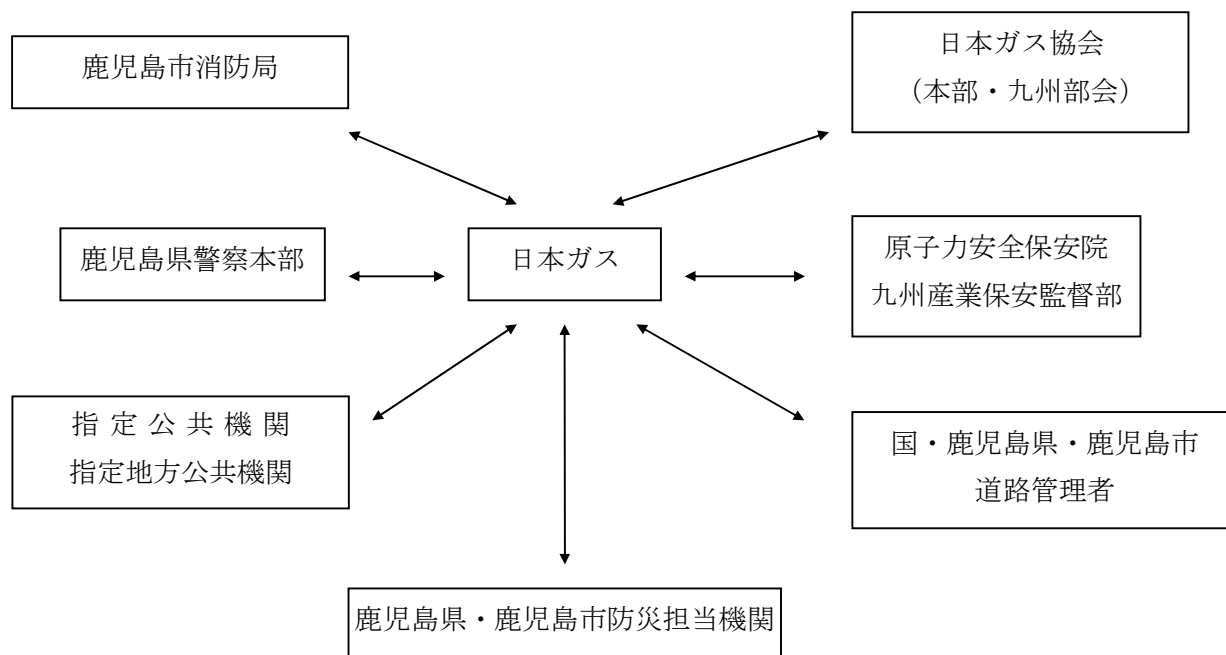 鹿児島市消防局
日本ガス協会
（本部・九州部会）
鹿児島県警察本部
日本ガス
原子力安全保安院
九州産業保安監督部
指定公共機関
指定地方公共機関
国・鹿児島県・鹿児島市
道路管理者
鹿児島県・鹿児島市防災担当機関